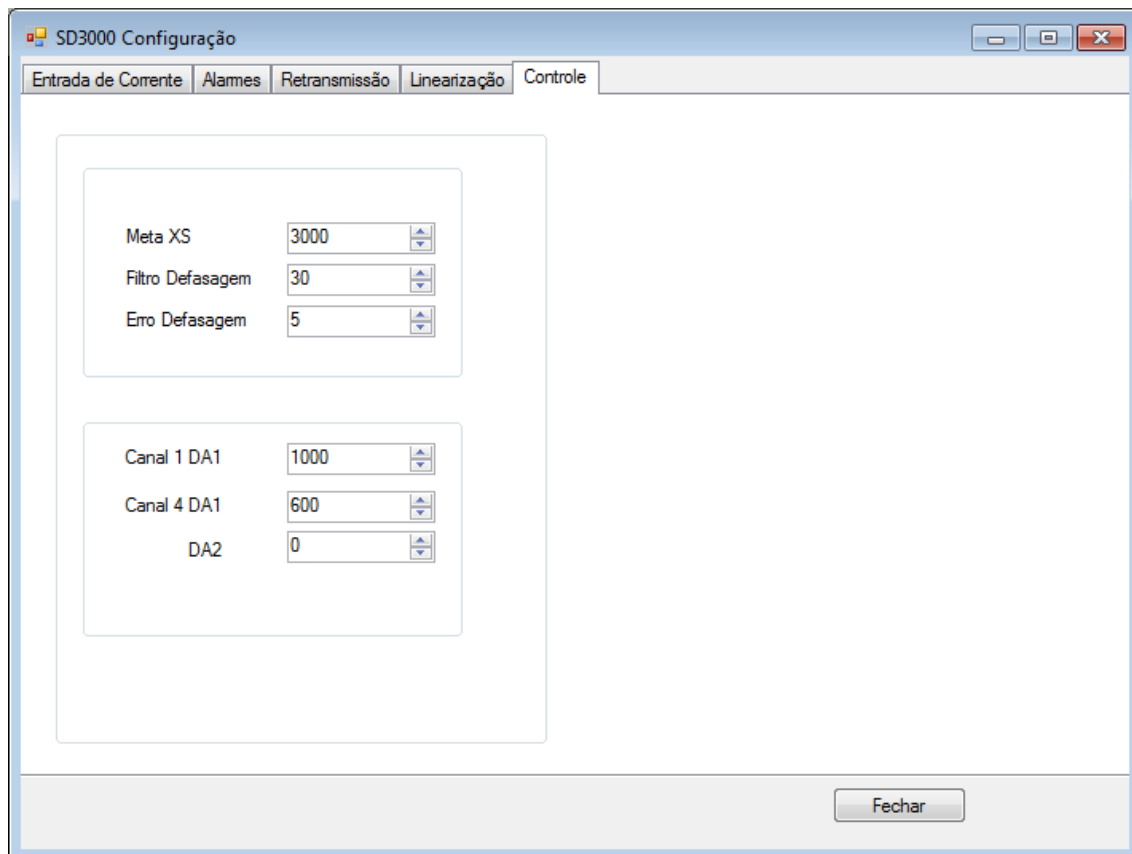 SD3000 Configuração
Entrada de Corrente Alarmes Retransmissão Linearização Controle
Meta XS 3000
Filtro Defasagem 30
Erro Defasagem 5
Canal 1 DA1 1000
Canal 4 DA1 600
DA2 0
Fechar